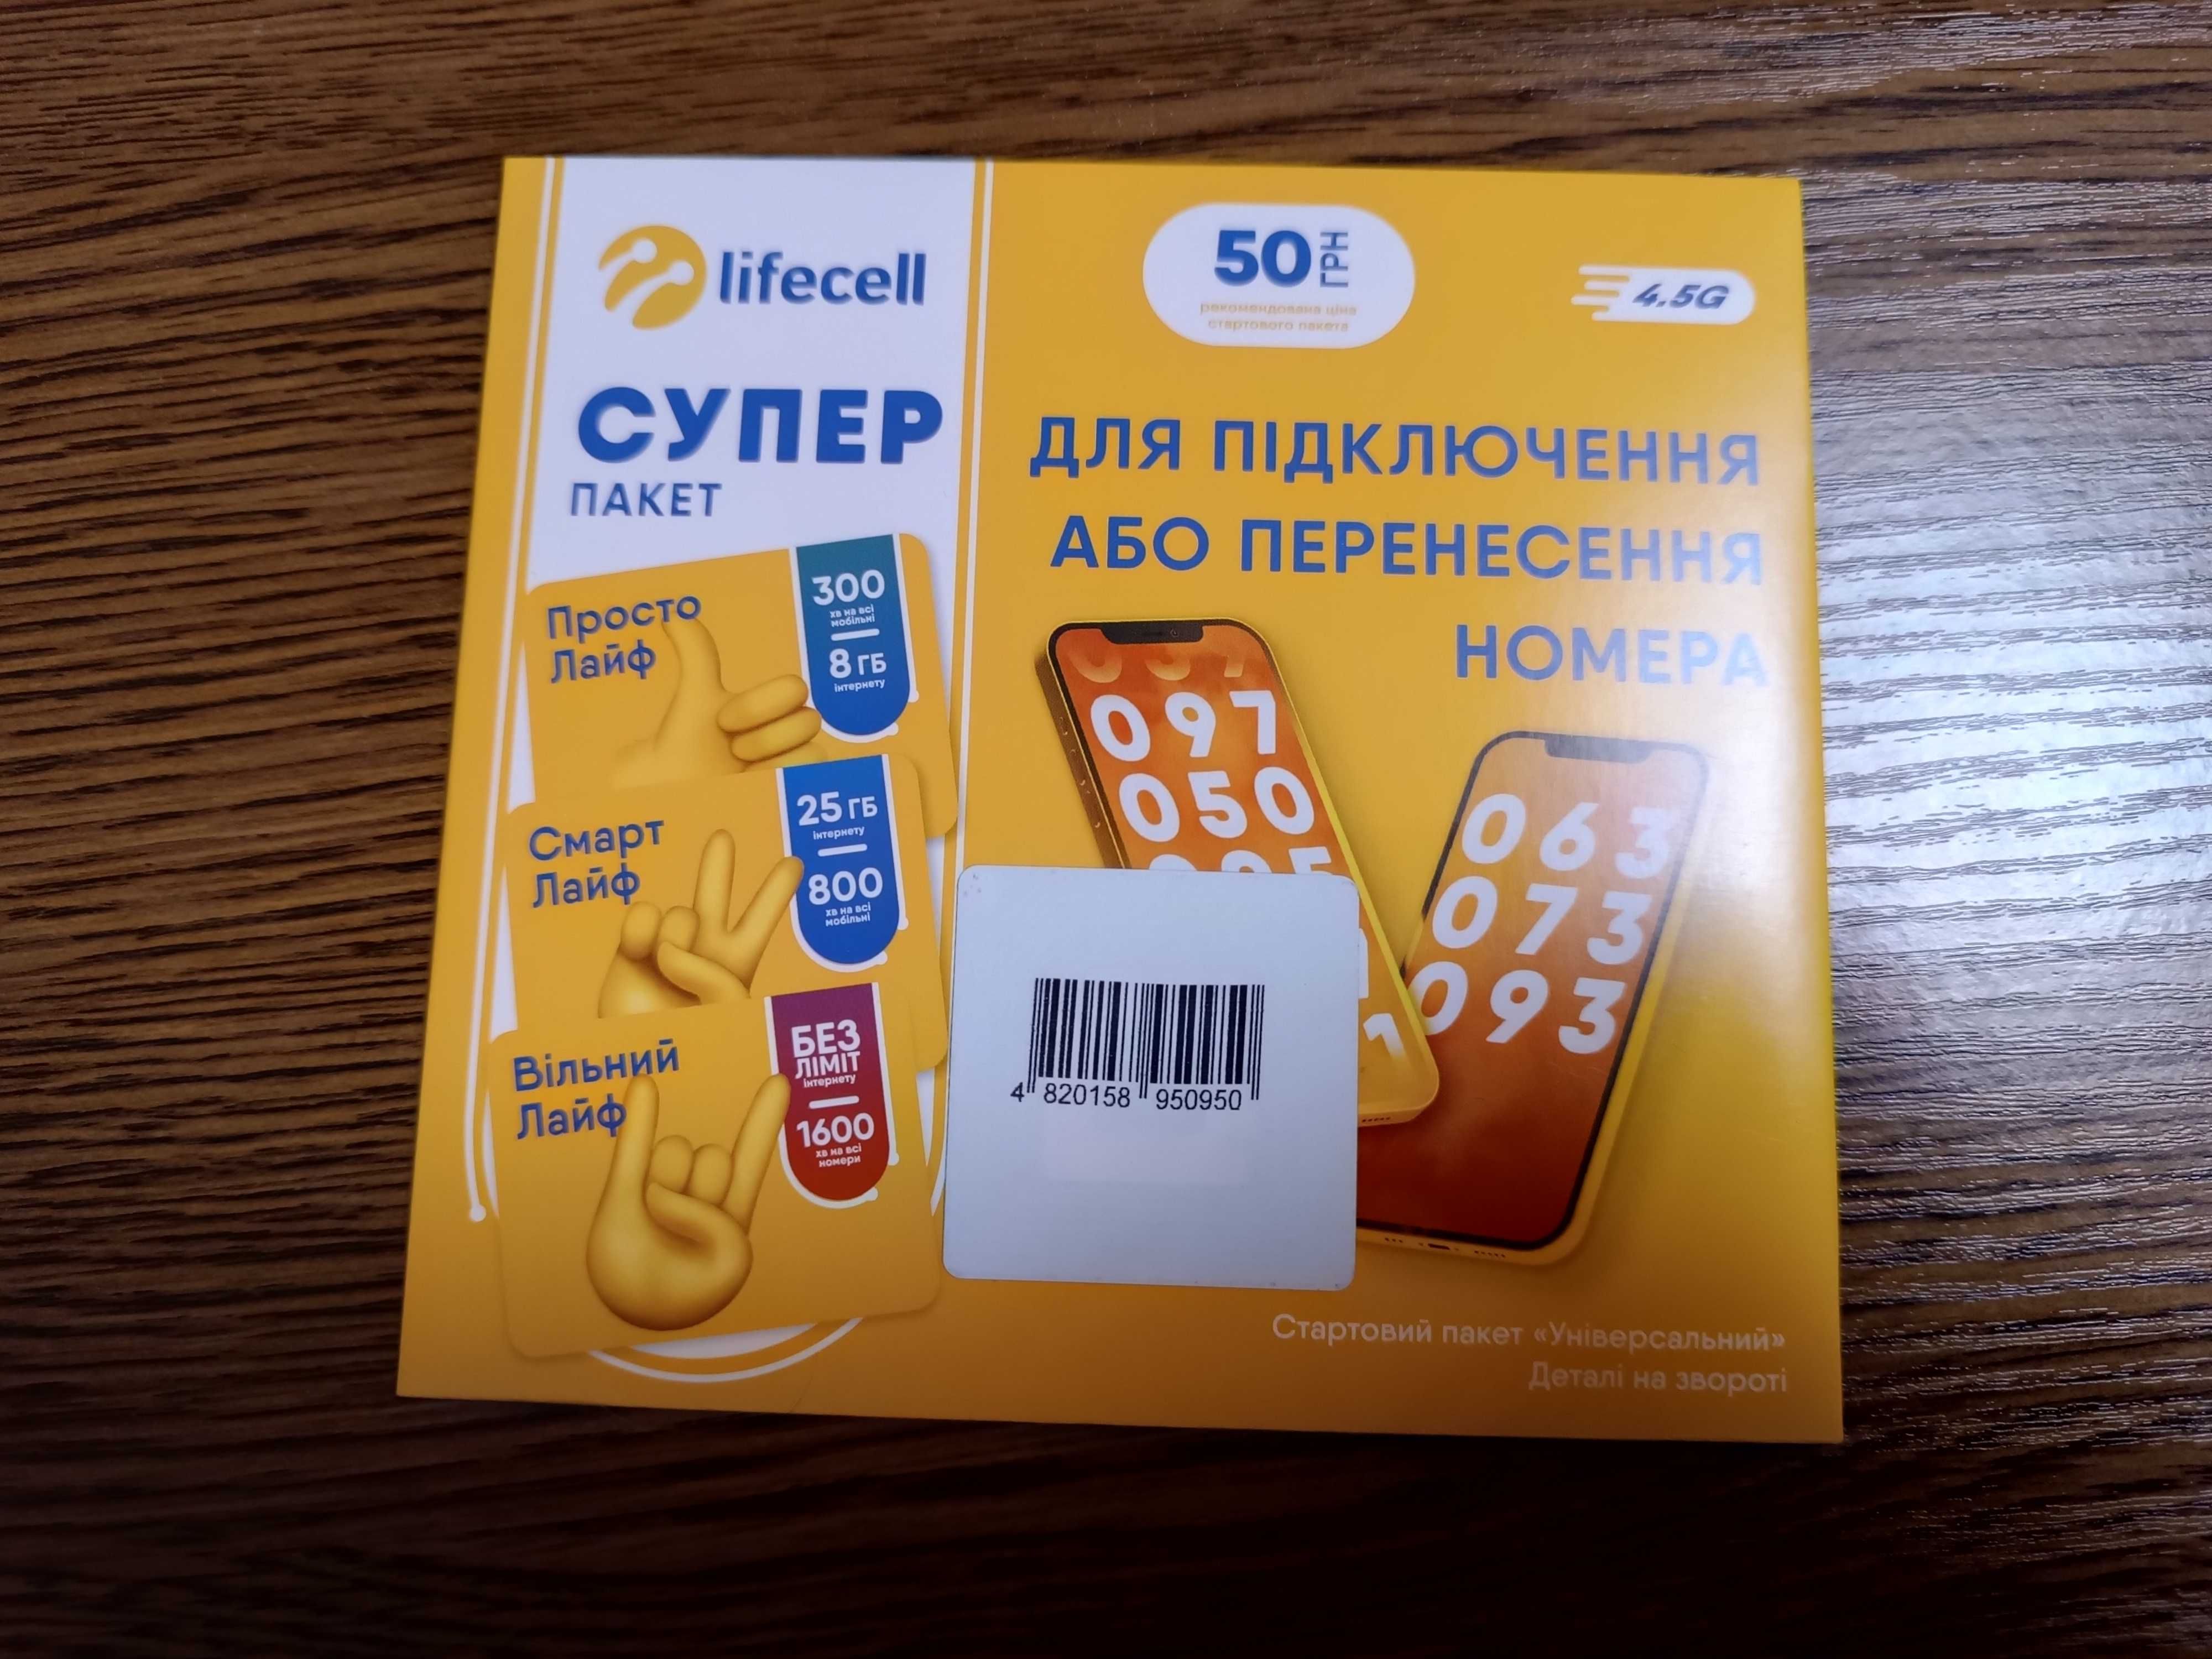 lifecell
СУПЕР
ПАКЕТ
Просто
Лайф
300
хв на всі
мобільні
8 ГБ
інтернету
Смарт
Лайф
25 ГБ
інтернету
800
хв на всі
мобільні
Вільний
Лайф
БЕЗ
ЛІМІТ
інтернету
1600
хв на всі
номери
50 ГРН
рекомендована ціна
стартового пакета
4.5G
ДЛЯ ПІДКЛЮЧЕННЯ
АБО ПЕРЕНЕСЕННЯ
НОМЕРА
097
050
063
073
093
4 820158 950950
Стартовий пакет «Універсальний»
Деталі на звороті